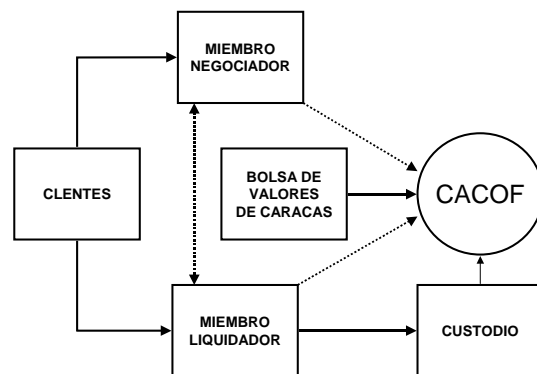 MIEMBRO
NEGOCIADOR
CLENTES
BOLSA DE
VALORES
DE CARACAS
CACOF
MIEMBRO
LIQUIDADOR
CUSTODIO